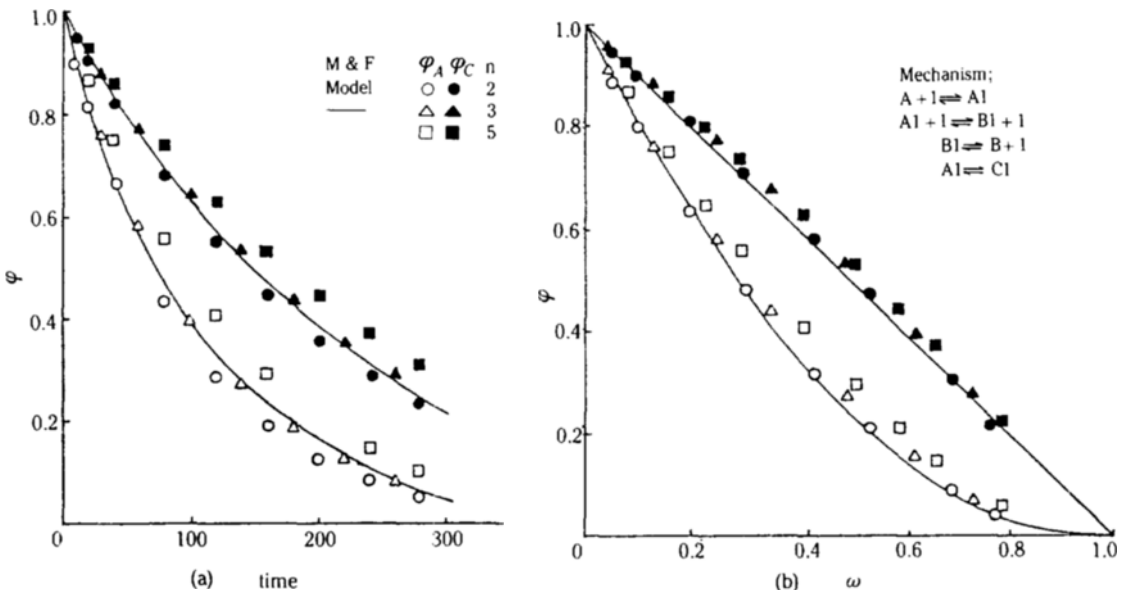 1.0
0.8
0.6
0.4
0.2
φ
0
100
200
300
(a) time
M & F φA φC n
Model 2
3
5
1.0
0.8
0.6
0.4
0.2
φ
0
0.2
0.4
0.6
0.8
1.0
(b) ω
Mechanism;
A + 1 ⇌ A1
A1 + 1 ⇌ B1 + 1
B1 ⇌ B + 1
A1 ⇌ C1